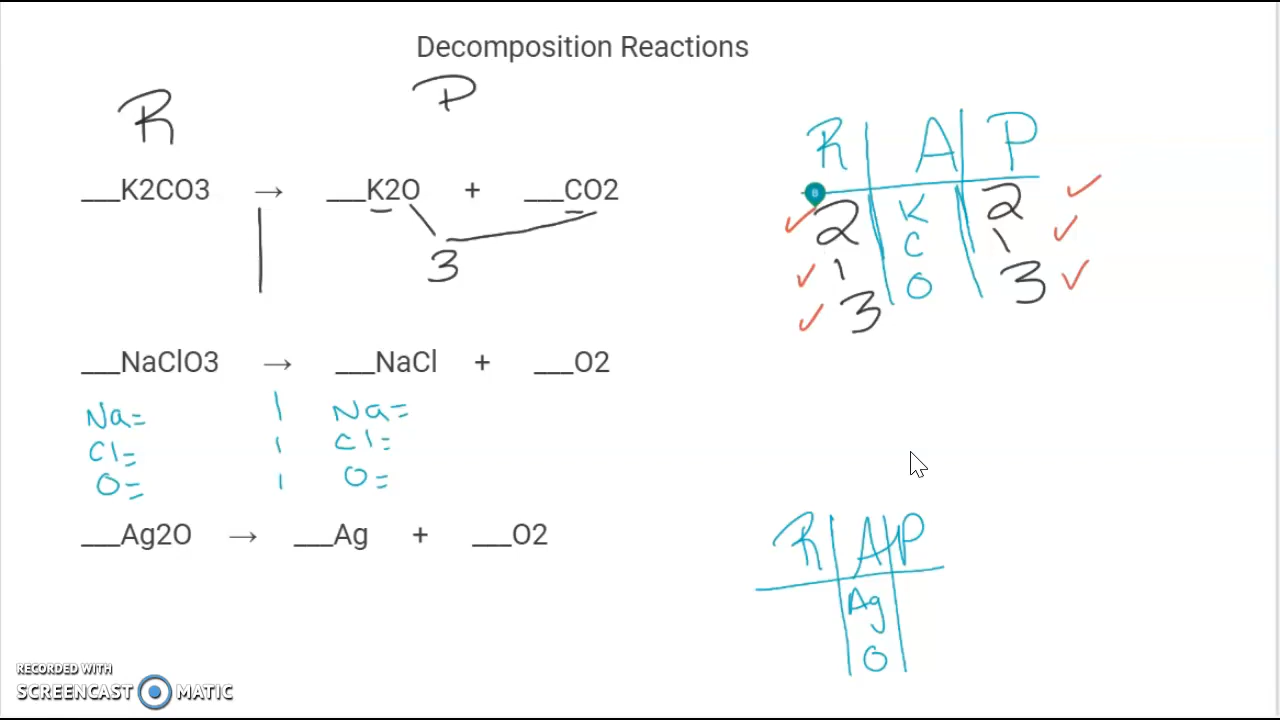 Decomposition Reactions
R P
___K2CO3 → ___K2O + ___CO2
3
R A P
B
2 K 2
1 C 1
3 O 3
___NaClO3 → ___NaCl + ___O2
Na= Na=
Cl= Cl=
O= O=
___Ag2O → ___Ag + ___O2
R A P
Ag
O
RECORDED WITH
SCREENCAST MATIC